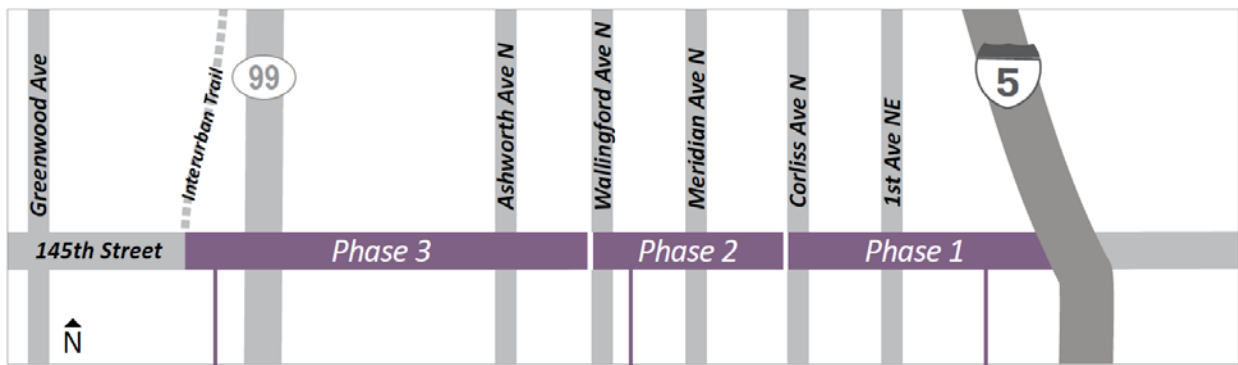 Greenwood Ave
Interurban Trail
99
Ashworth Ave N
Wallingford Ave N
Meridian Ave N
Corliss Ave N
1st Ave NE
5
145th Street
Phase 3
Phase 2
Phase 1
N